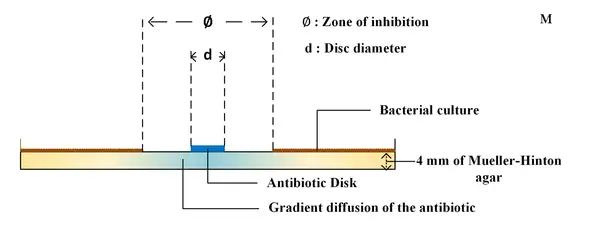 Ø
Ø : Zone of inhibition
M
d
d : Disc diameter
Bacterial culture
4 mm of Mueller-Hinton
agar
Antibiotic Disk
Gradient diffusion of the antibiotic